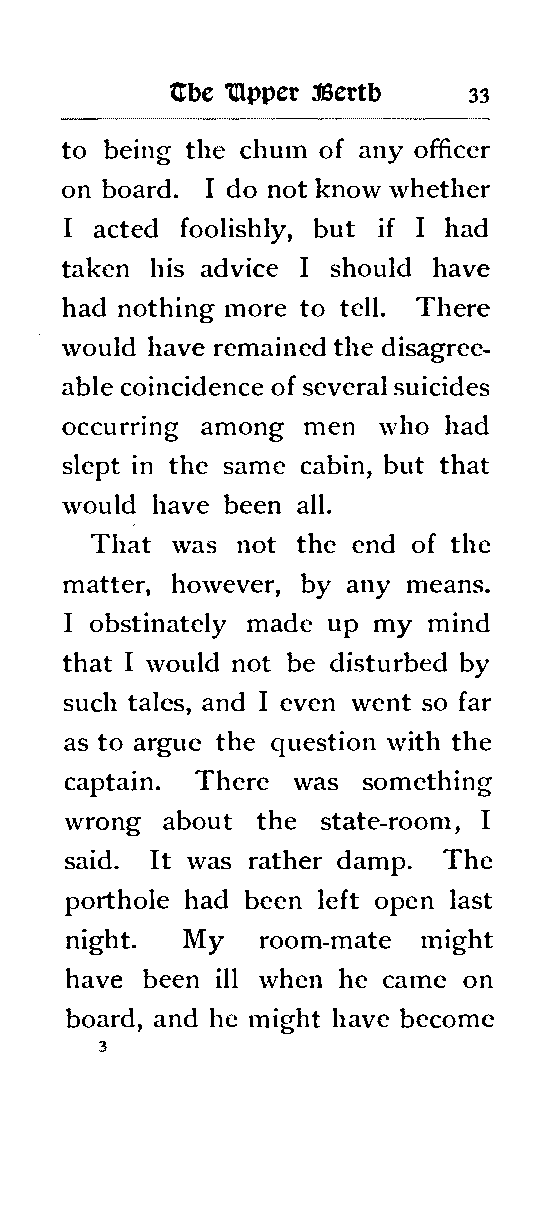 The Upper Berth 33
to being the chum of any officer
on board. I do not know whether
I acted foolishly, but if I had
taken his advice I should have
had nothing more to tell. There
would have remained the disagree-
able coincidence of several suicides
occurring among men who had
slept in the same cabin, but that
would have been all.
That was not the end of the
matter, however, by any means.
I obstinately made up my mind
that I would not be disturbed by
such tales, and I even went so far
as to argue the question with the
captain. There was something
wrong about the state-room, I
said. It was rather damp. The
porthole had been left open last
night. My room-mate might
have been ill when he came on
board, and he might have become
3